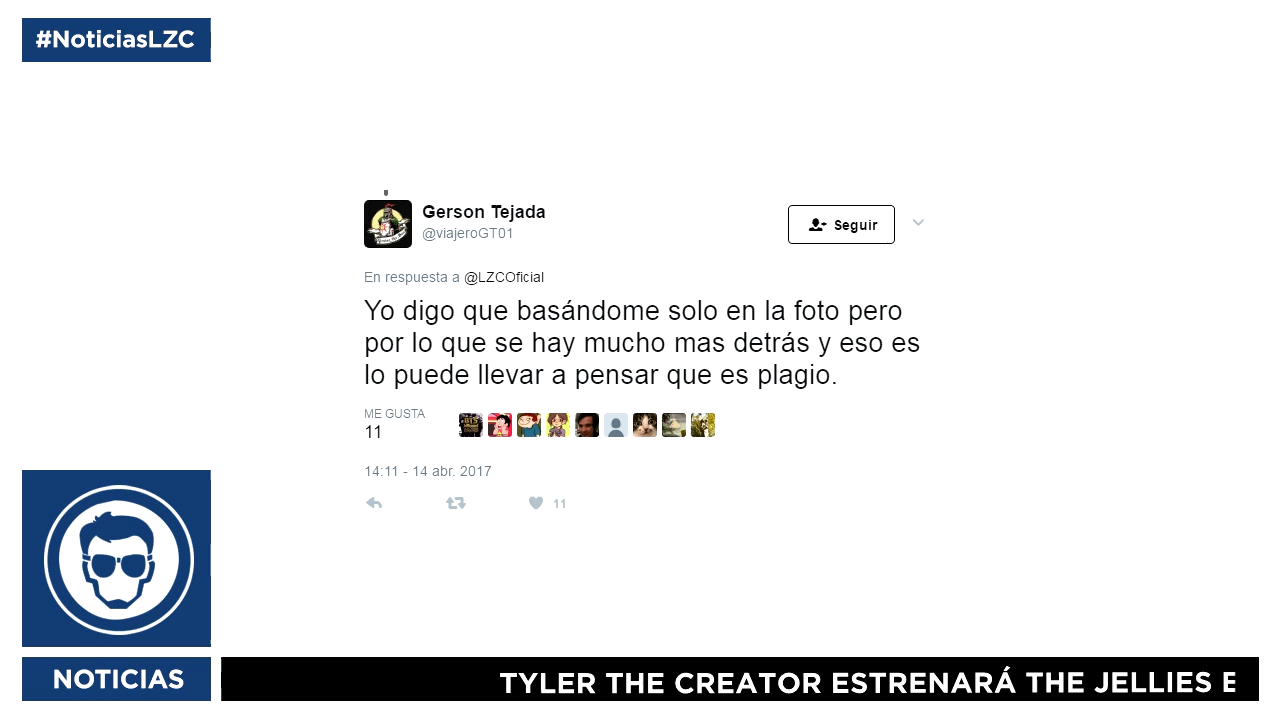 #NoticiasLZC
Gerson Tejada
@viajeroGT01
Seguir
En respuesta a @LZCOficial
Yo digo que basándome solo en la foto pero
por lo que se hay mucho mas detrás y eso es
lo puede llevar a pensar que es plagio.
ME GUSTA
11
14:11 - 14 abr. 2017
11
NOTICIAS
TYLER THE CREATOR ESTRENARÁ THE JELLIES E